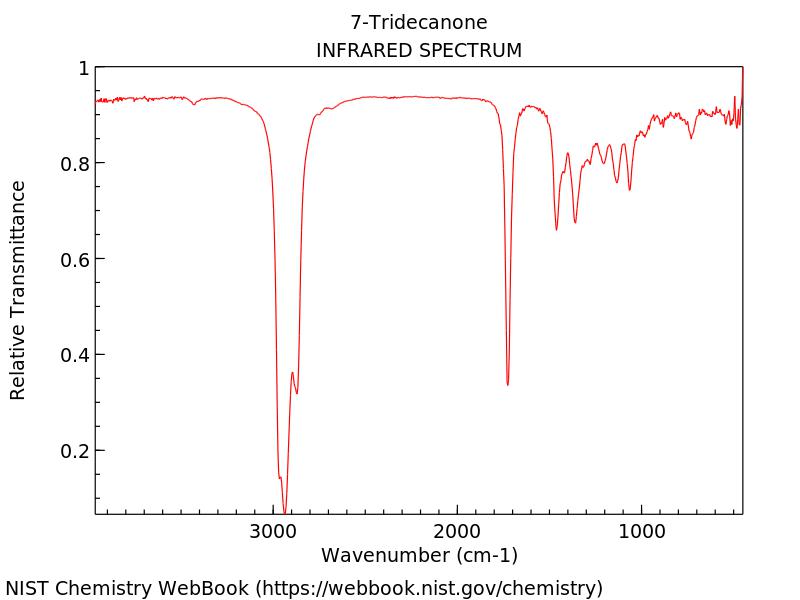 7-Tridecanone
INFRARED SPECTRUM
1
0.8
0.6
0.4
0.2
Relative Transmittance
3000 2000 1000
Wavenumber (cm-1)
NIST Chemistry WebBook (https://webbook.nist.gov/chemistry)